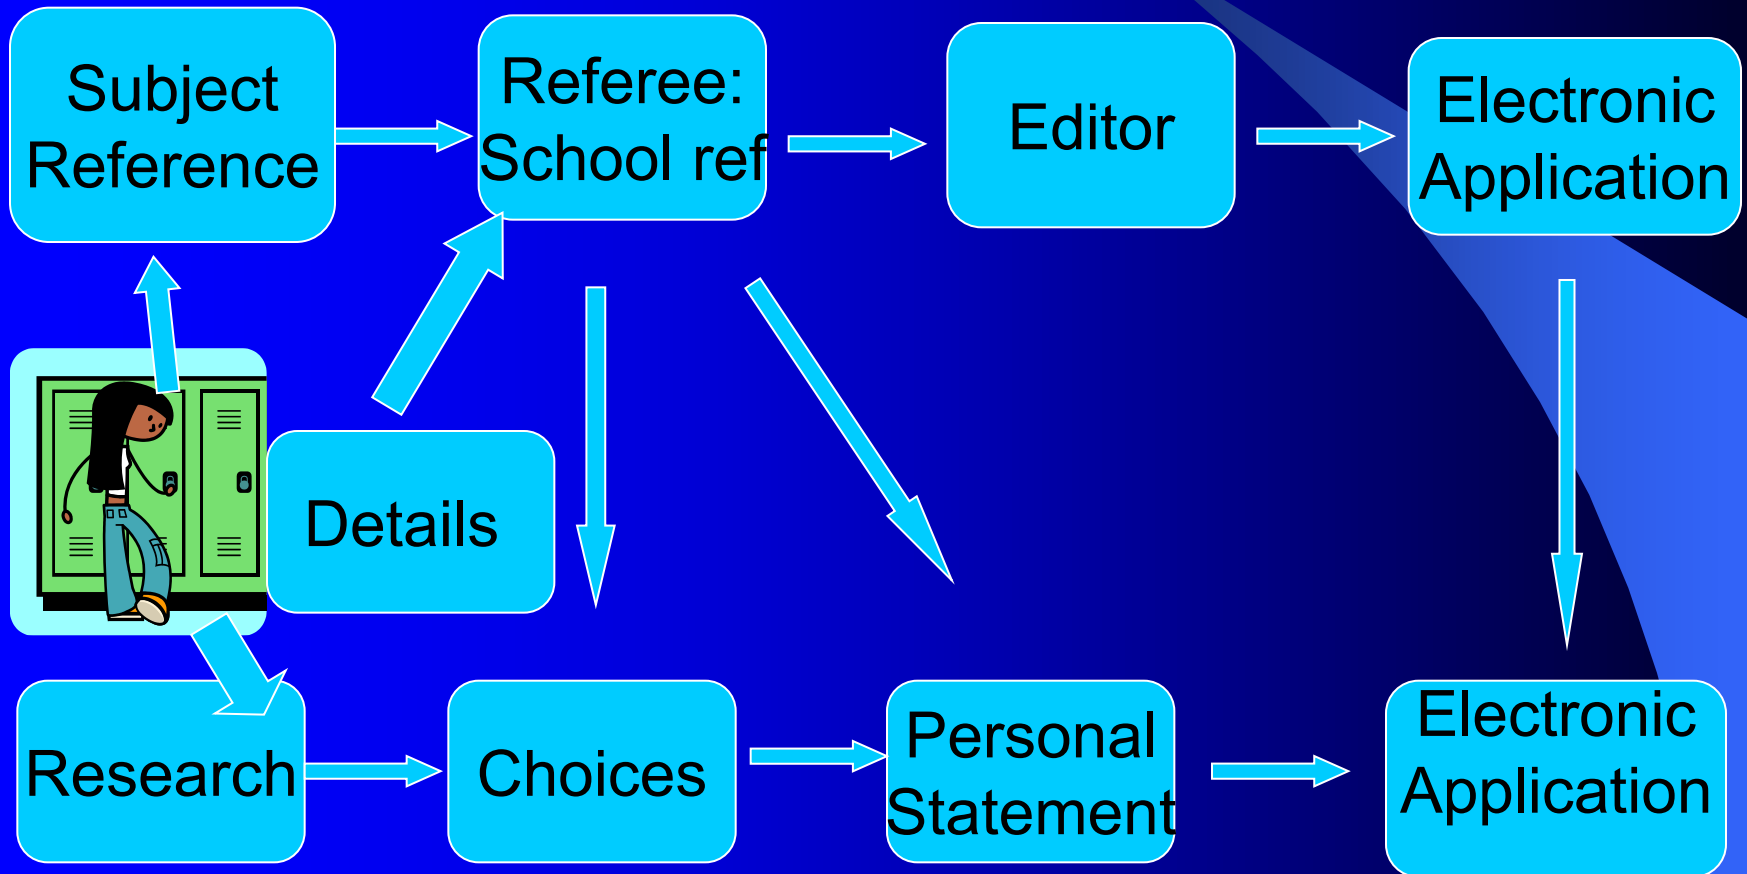 Subject
Reference
Referee:
School ref
Editor
Electronic
Application
Details
Research
Choices
Personal
Statement
Electronic
Application